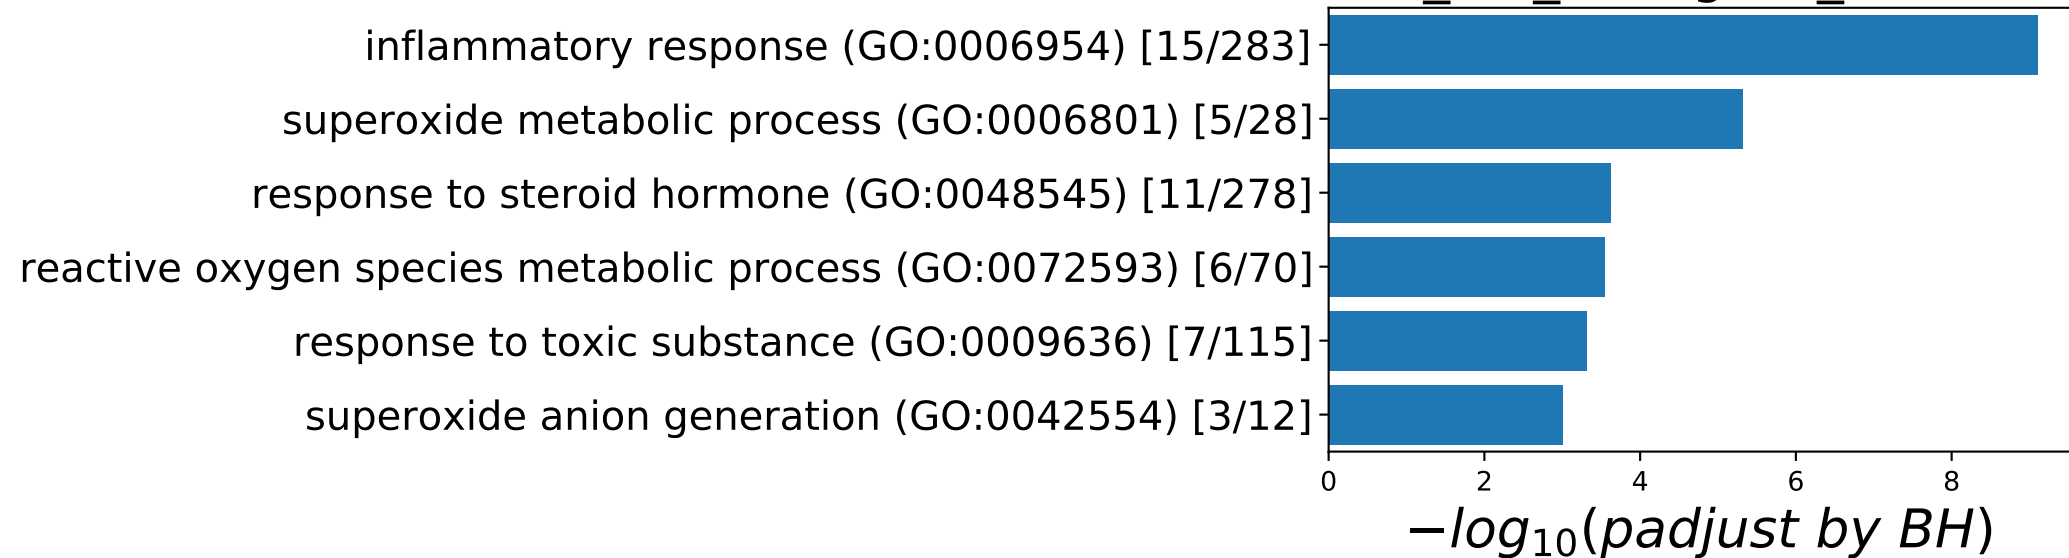 inflammatory response (GO:0006954) [15/283]
superoxide metabolic process (GO:0006801) [5/28]
response to steroid hormone (GO:0048545) [11/278]
reactive oxygen species metabolic process (GO:0072593) [6/70]
response to toxic substance (GO:0009636) [7/115]
superoxide anion generation (GO:0042554) [3/12]
0 2 4 6 8
−log₁₀(padjust by BH)